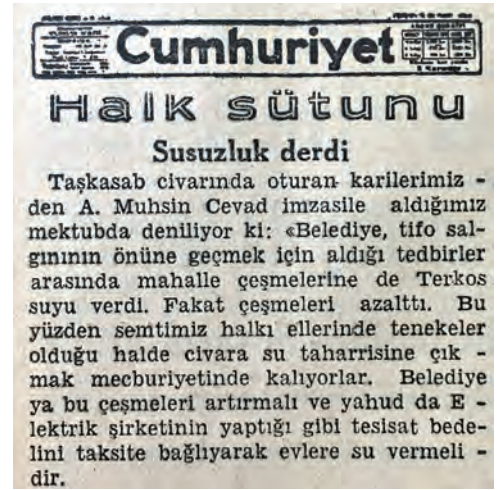 Cumhuriyet
Halk sütunu
Susuzluk derdi
Taşkasab civarında oturan karilerimiz -
den A. Muhsin Cevad imzasile aldığımız
mektubda deniliyor ki: «Belediye, tifo sal-
gınının önüne geçmek için aldığı tedbirler
arasında mahalle çeşmelerine de Terkos
suyu verdi. Fakat çeşmeleri azalttı. Bu
yüzden semtimiz halkı ellerinde tenekeler
olduğu halde civara su taharrisine çık -
mak mecburiyetinde kalıyorlar. Belediye
ya bu çeşmeleri artırmalı ve yahud da E -
lektrik şirketinin yaptığı gibi tesisat bede-
lini taksite bağlıyarak evlere su vermeli -
dir.